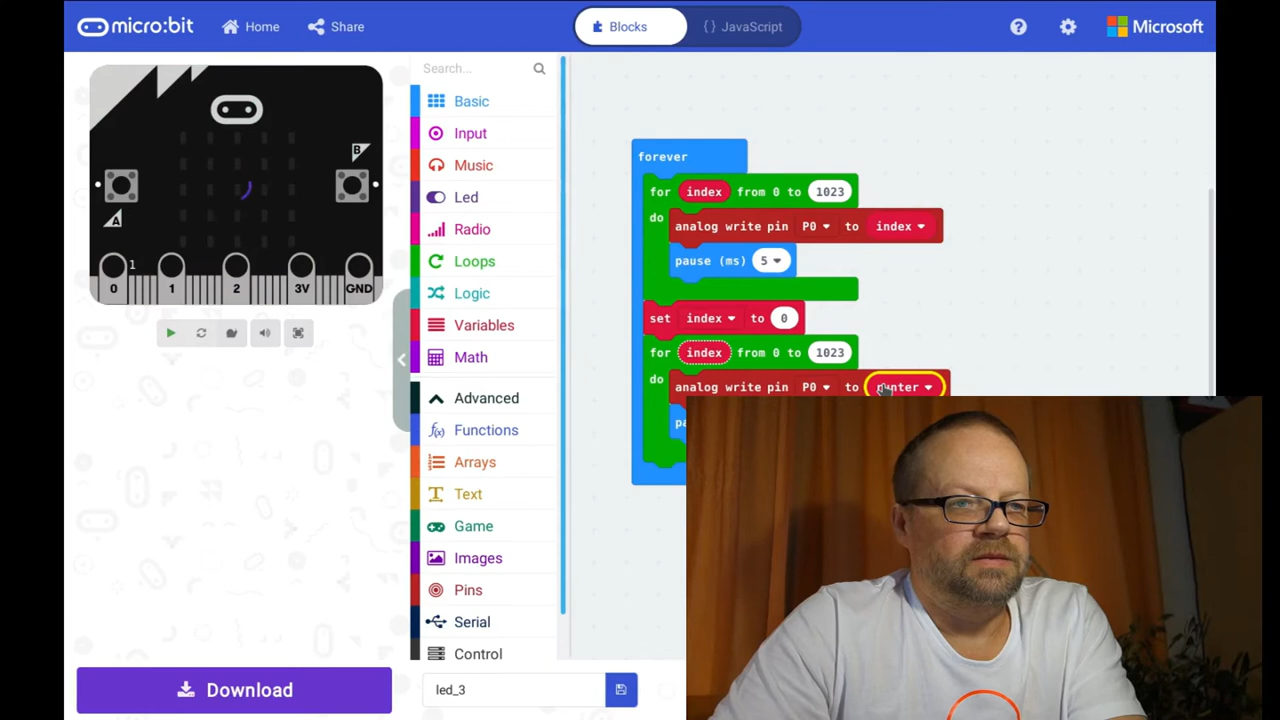 micro:bit
Home
Share
Blocks
{ } JavaScript
?
Microsoft
A
B
1
0 1 2 3V GND
Search...
Basic
Input
Music
Led
Radio
Loops
Logic
Variables
Math
Advanced
Functions
Arrays
Text
Game
Images
Pins
Serial
Control
forever
for index from 0 to 1023
do
analog write pin P0 to index
pause (ms) 5
set index to 0
for index from 0 to 1023
do
analog write pin P0 to
Download
led_3